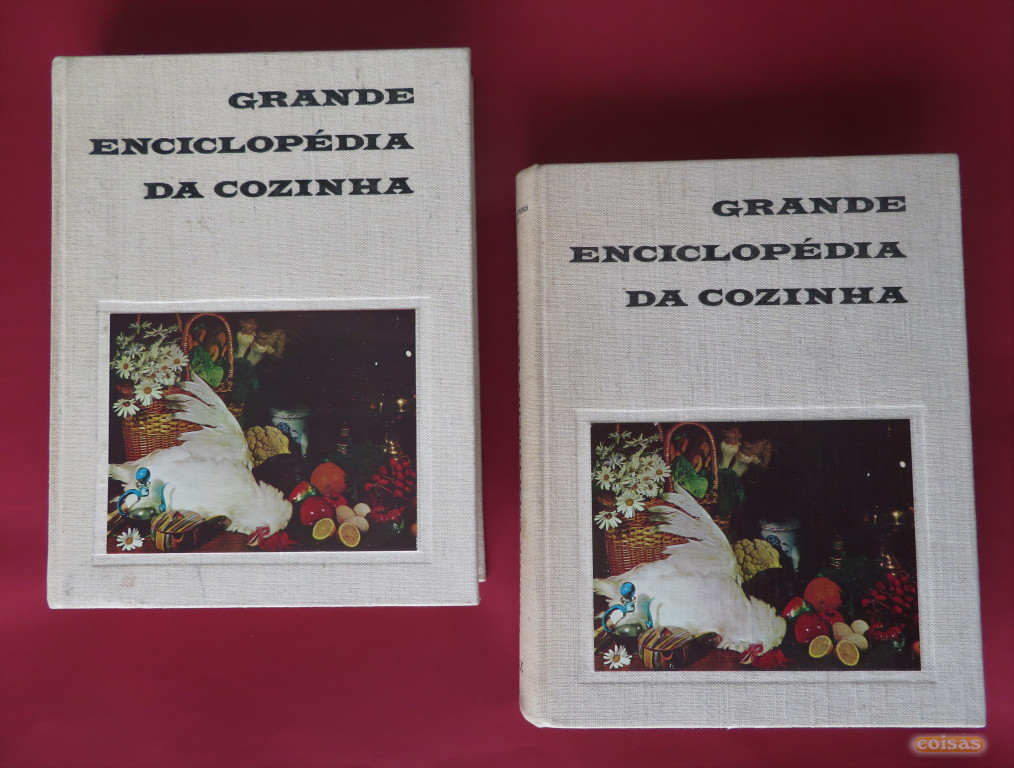 GRANDE
ENCICLOPÉDIA
DA COZINHA
GRANDE
ENCICLOPÉDIA
DA COZINHA
coisas